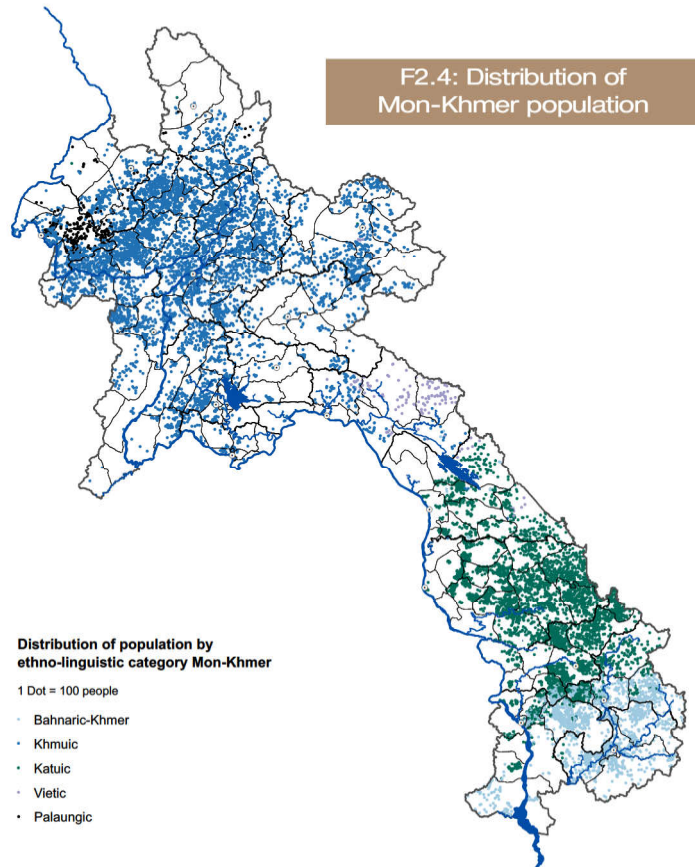 F2.4: Distribution of
Mon-Khmer population
Distribution of population by
ethno-linguistic category Mon-Khmer
1 Dot = 100 people
Bahnaric-Khmer
Khmuic
Katuic
Vietic
Palaungic